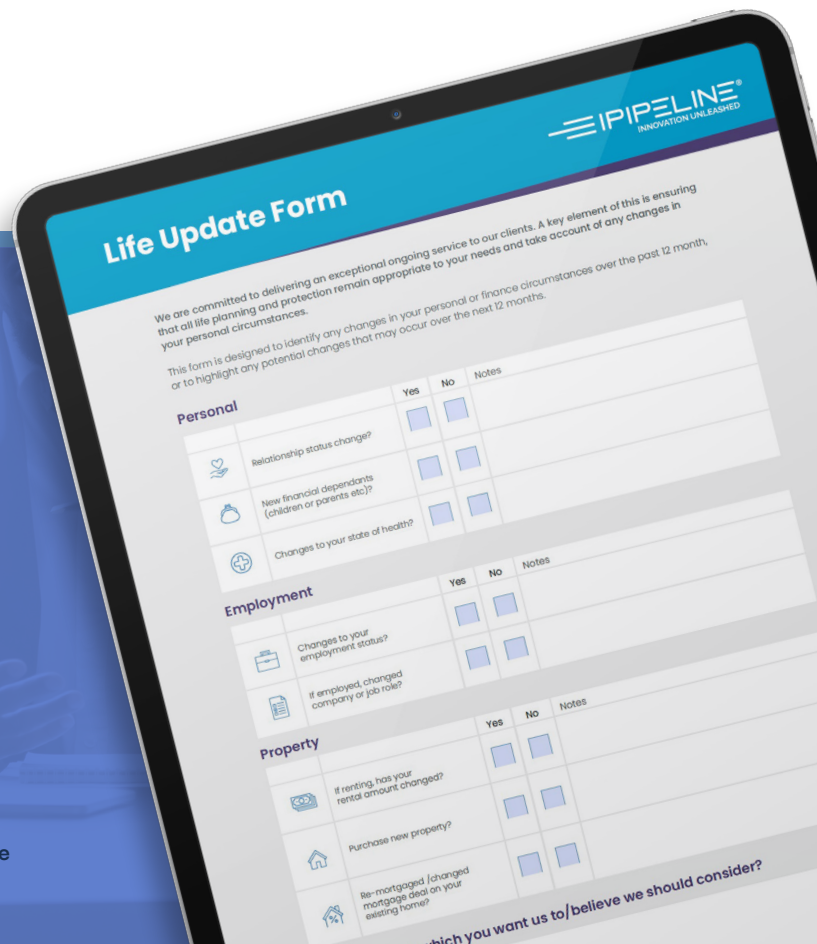 IPIPELINE®
INNOVATION UNLEASHED
Life Update Form
We are committed to delivering an exceptional ongoing service to our clients. A key element of this is ensuring
that all life planning and protection remain appropriate to your needs and take account of any changes in
your personal circumstances.
This form is designed to identify any changes in your personal or finance circumstances over the past 12 month,
or to highlight any potential changes that may occur over the next 12 months.
Personal
Yes No Notes
Relationship status change?
New financial dependants
(children or parents etc)?
Changes to your state of health?
Employment
Yes No Notes
Changes to your
employment status?
If employed, changed
company or job role?
Property
Yes No Notes
If renting, has your
rental amount changed?
Purchase new property?
Re-mortgaged /changed
mortgage deal on your
existing home?
which you want us to/believe we should consider?
e